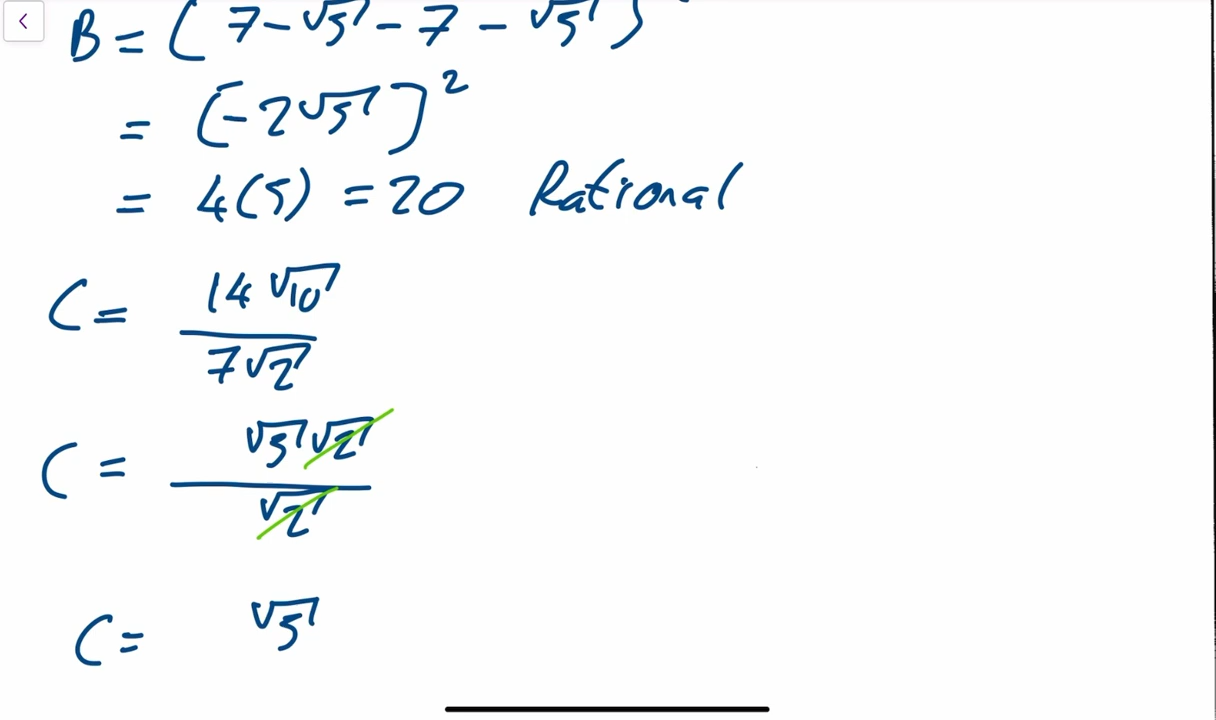 B = ( 7 - √5 - 7 - √5 )
= (-2√5)²
= 4(5) = 20 Rational
C = 14√10 / 7√2
C = √5√2 / √2
C = √5